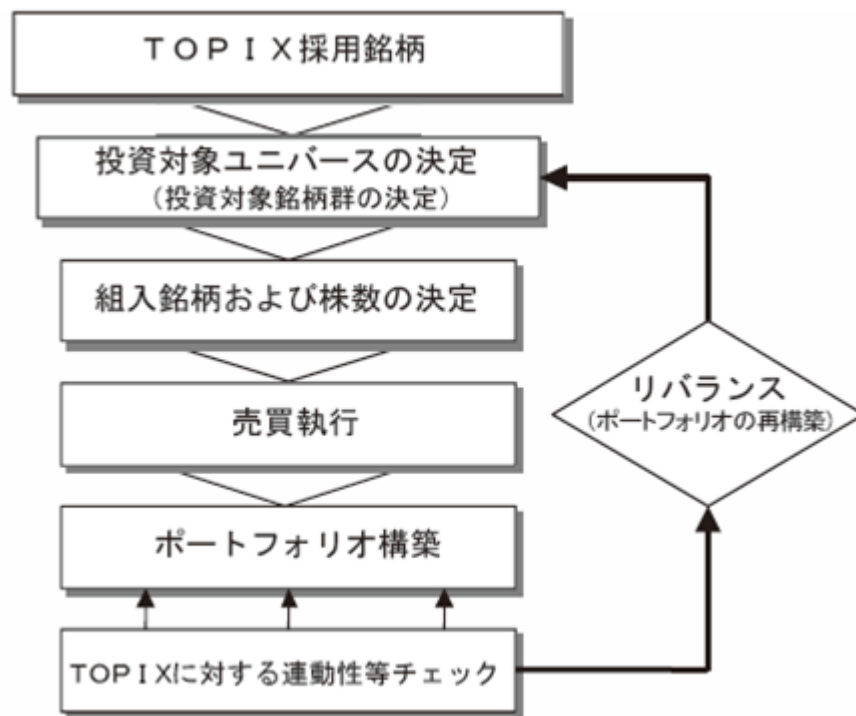 ＴＯＰＩＸ採用銘柄
投資対象ユニバースの決定
（投資対象銘柄群の決定）
組入銘柄および株数の決定
売買執行
ポートフォリオ構築
TOPIXに対する連動性等チェック
リバランス
（ポートフォリオの再構築）